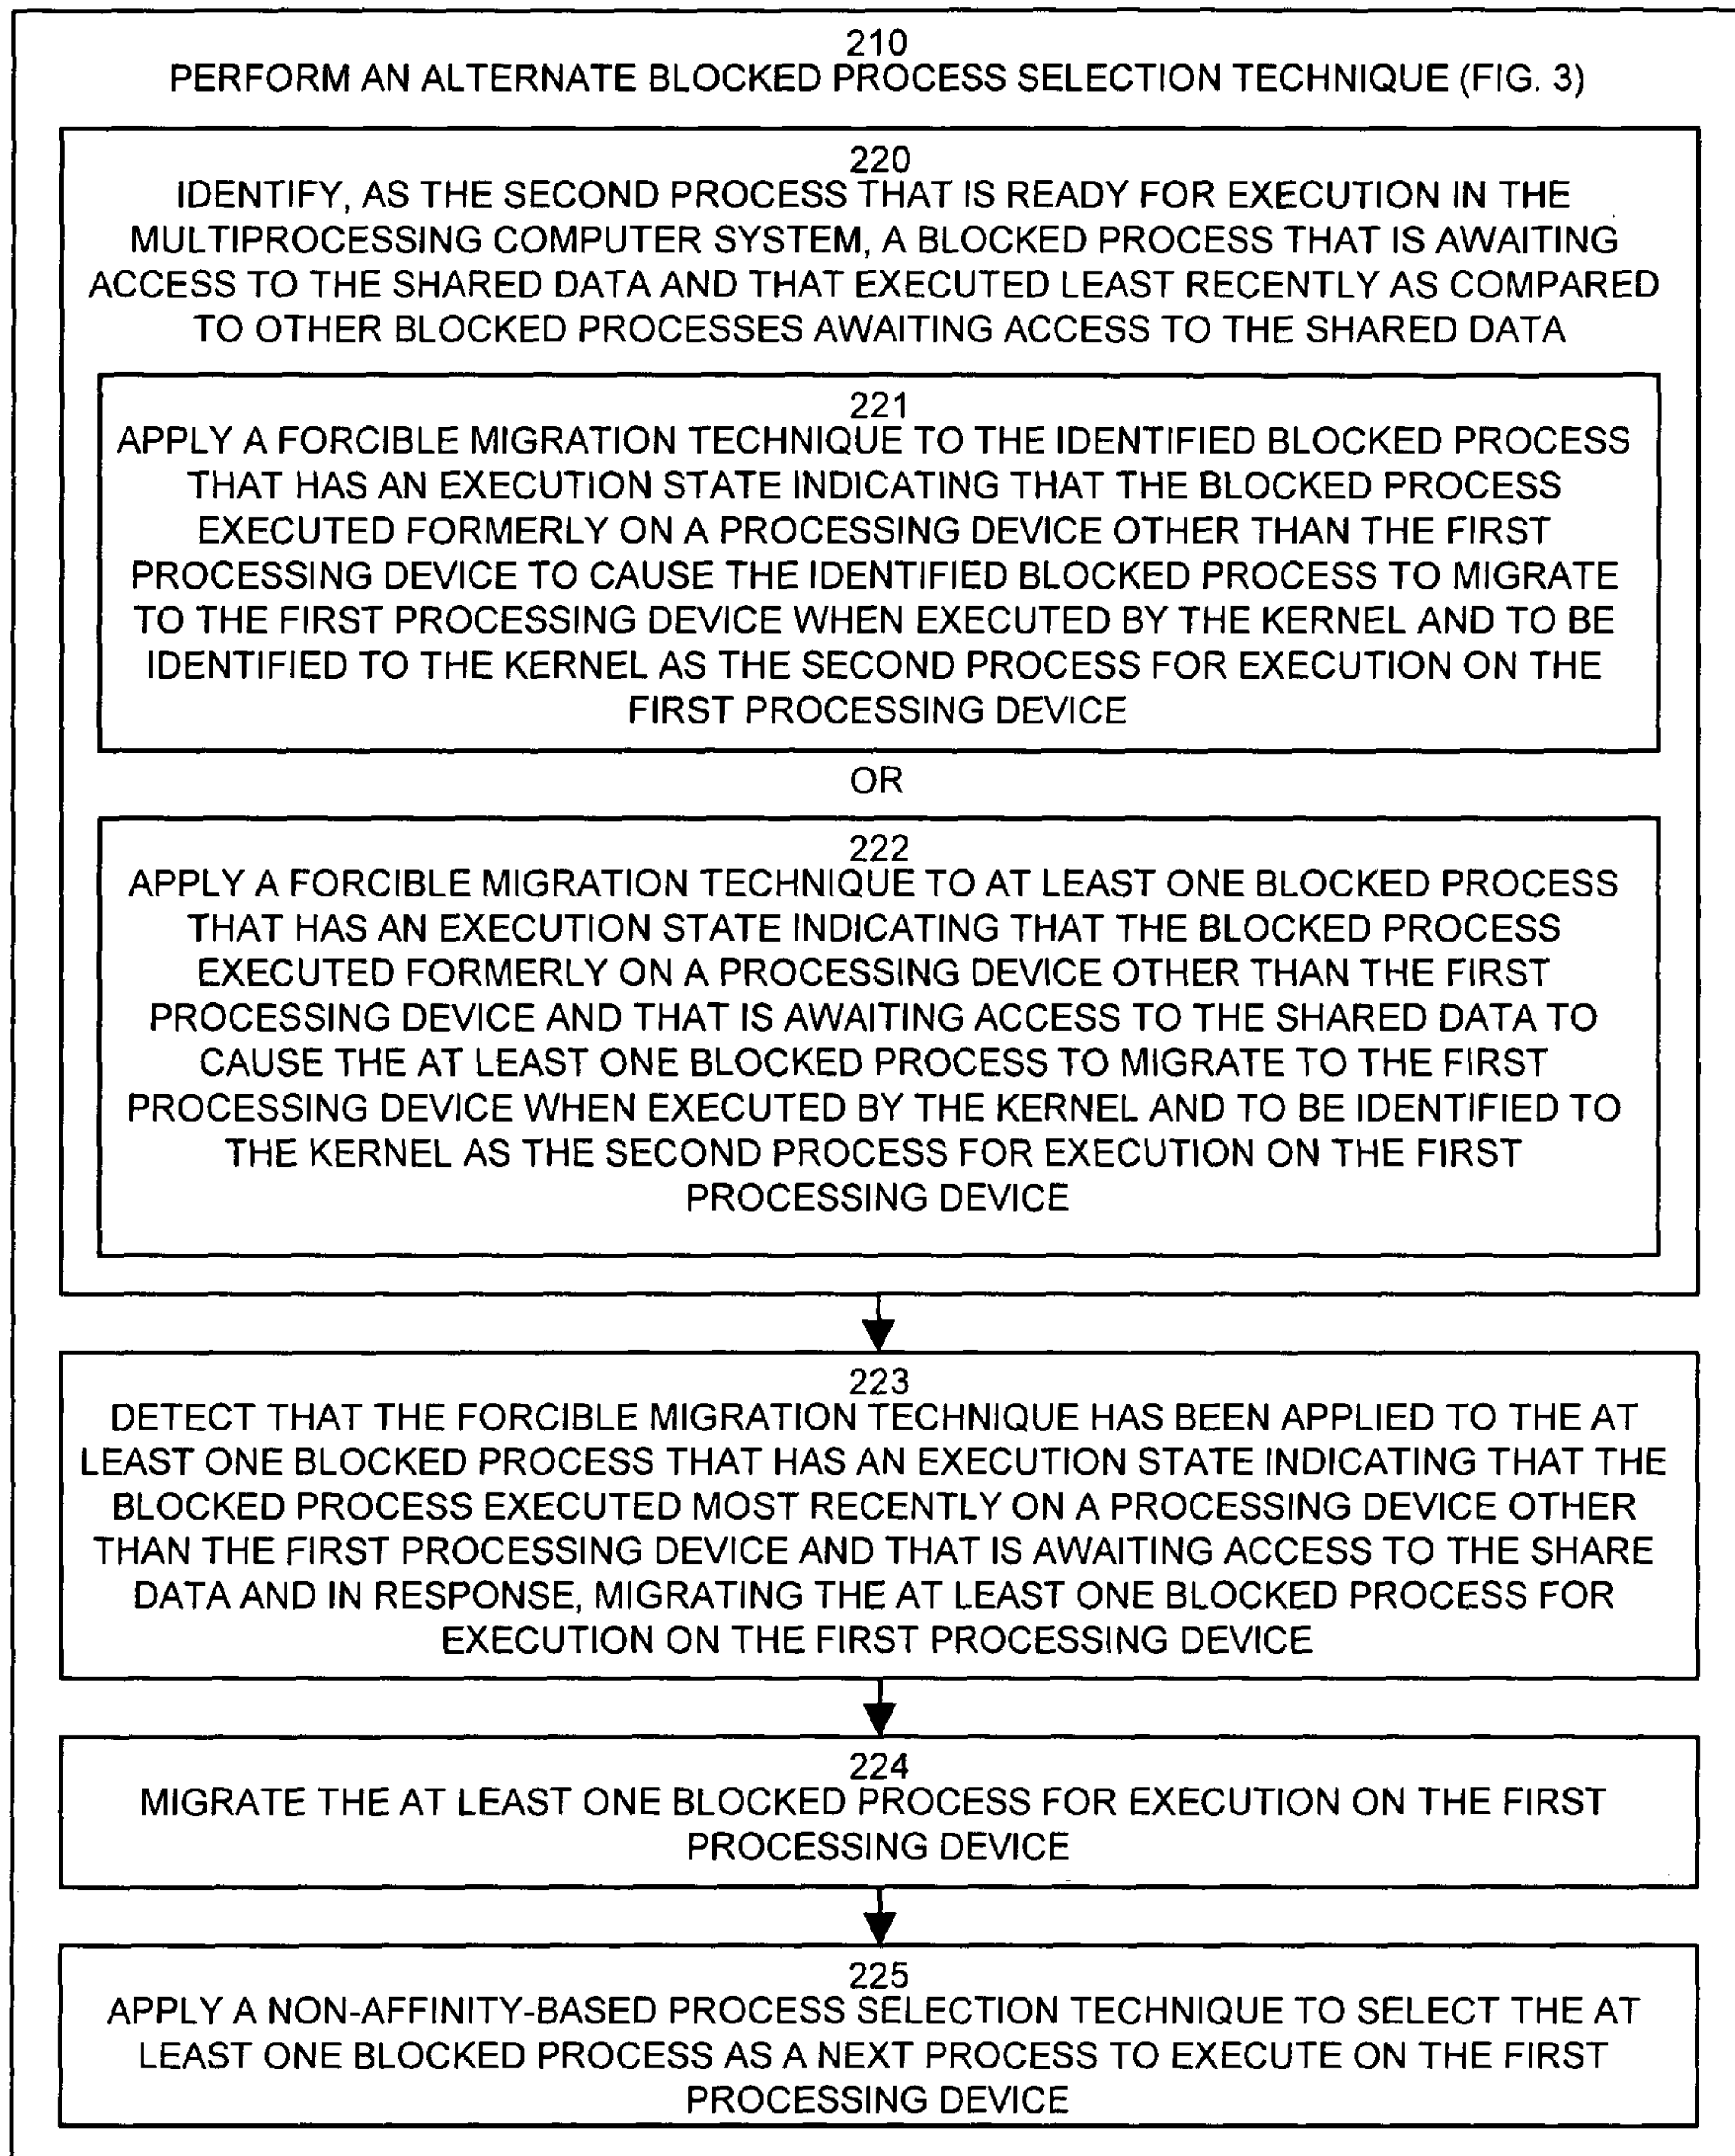 210
PERFORM AN ALTERNATE BLOCKED PROCESS SELECTION TECHNIQUE (FIG. 3)
220
IDENTIFY, AS THE SECOND PROCESS THAT IS READY FOR EXECUTION IN THE
MULTIPROCESSING COMPUTER SYSTEM, A BLOCKED PROCESS THAT IS AWAITING
ACCESS TO THE SHARED DATA AND THAT EXECUTED LEAST RECENTLY AS COMPARED
TO OTHER BLOCKED PROCESSES AWAITING ACCESS TO THE SHARED DATA
221
APPLY A FORCIBLE MIGRATION TECHNIQUE TO THE IDENTIFIED BLOCKED PROCESS
THAT HAS AN EXECUTION STATE INDICATING THAT THE BLOCKED PROCESS
EXECUTED FORMERLY ON A PROCESSING DEVICE OTHER THAN THE FIRST
PROCESSING DEVICE TO CAUSE THE IDENTIFIED BLOCKED PROCESS TO MIGRATE
TO THE FIRST PROCESSING DEVICE WHEN EXECUTED BY THE KERNEL AND TO BE
IDENTIFIED TO THE KERNEL AS THE SECOND PROCESS FOR EXECUTION ON THE
FIRST PROCESSING DEVICE
OR
222
APPLY A FORCIBLE MIGRATION TECHNIQUE TO AT LEAST ONE BLOCKED PROCESS
THAT HAS AN EXECUTION STATE INDICATING THAT THE BLOCKED PROCESS
EXECUTED FORMERLY ON A PROCESSING DEVICE OTHER THAN THE FIRST
PROCESSING DEVICE AND THAT IS AWAITING ACCESS TO THE SHARED DATA TO
CAUSE THE AT LEAST ONE BLOCKED PROCESS TO MIGRATE TO THE FIRST
PROCESSING DEVICE WHEN EXECUTED BY THE KERNEL AND TO BE IDENTIFIED TO
THE KERNEL AS THE SECOND PROCESS FOR EXECUTION ON THE FIRST
PROCESSING DEVICE
223
DETECT THAT THE FORCIBLE MIGRATION TECHNIQUE HAS BEEN APPLIED TO THE AT
LEAST ONE BLOCKED PROCESS THAT HAS AN EXECUTION STATE INDICATING THAT THE
BLOCKED PROCESS EXECUTED MOST RECENTLY ON A PROCESSING DEVICE OTHER
THAN THE FIRST PROCESSING DEVICE AND THAT IS AWAITING ACCESS TO THE SHARE
DATA AND IN RESPONSE, MIGRATING THE AT LEAST ONE BLOCKED PROCESS FOR
EXECUTION ON THE FIRST PROCESSING DEVICE
224
MIGRATE THE AT LEAST ONE BLOCKED PROCESS FOR EXECUTION ON THE FIRST
PROCESSING DEVICE
225
APPLY A NON-AFFINITY-BASED PROCESS SELECTION TECHNIQUE TO SELECT THE AT
LEAST ONE BLOCKED PROCESS AS A NEXT PROCESS TO EXECUTE ON THE FIRST
PROCESSING DEVICE